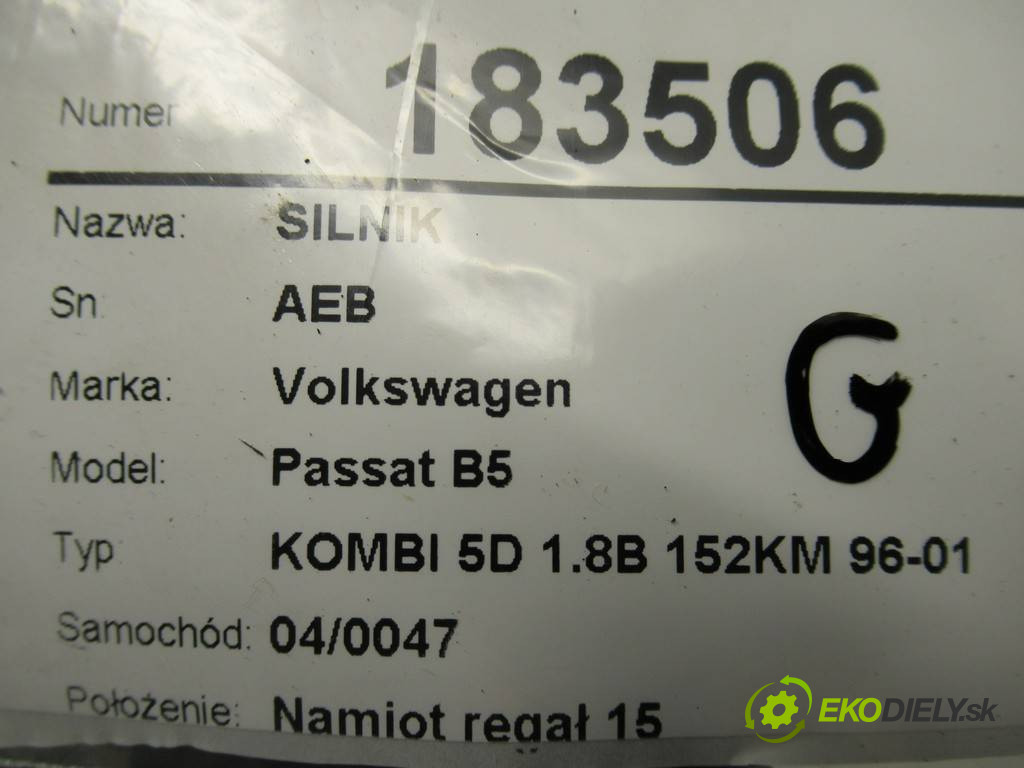 Numer 183506
Nazwa: SILNIK
Sn AEB
Marka: Volkswagen
G
Model: Passat B5
Typ KOMBI 5D 1.8B 152KM 96-01
Samochód: 04/0047
Położenie: Namiot regał 15
EKODIELY.sk